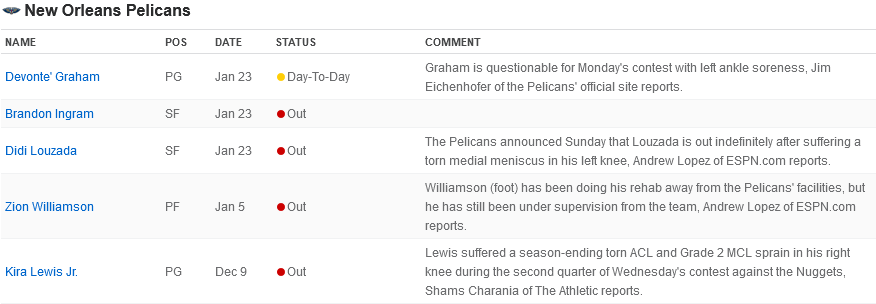 New Orleans Pelicans
NAME POS DATE STATUS COMMENT
Devonte' Graham PG Jan 23 Day-To-Day Graham is questionable for Monday's contest with left ankle soreness, Jim
Eichenhofer of the Pelicans' official site reports.
Brandon Ingram SF Jan 23 Out
Didi Louzada SF Jan 23 Out The Pelicans announced Sunday that Louzada is out indefinitely after suffering a
torn medial meniscus in his left knee, Andrew Lopez of ESPN.com reports.
Zion Williamson PF Jan 5 Out Williamson (foot) has been doing his rehab away from the Pelicans' facilities, but
he has still been under supervision from the team, Andrew Lopez of ESPN.com
reports.
Kira Lewis Jr. PG Dec 9 Out Lewis suffered a season-ending torn ACL and Grade 2 MCL sprain in his right
knee during the second quarter of Wednesday's contest against the Nuggets,
Shams Charania of The Athletic reports.